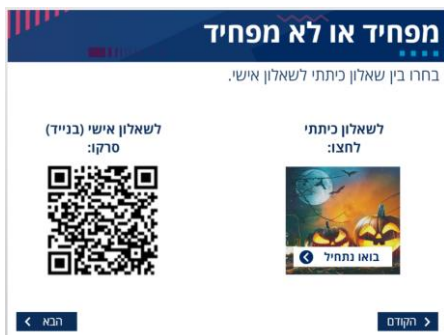 מפחיד או לא מפחיד
בחרו בין שאלון כיתתי לשאלון אישי.
לשאלון כיתתי
לחצו:
בואו נתחיל
לשאלון אישי (בנייד)
סרקו:
הקודם
הבא